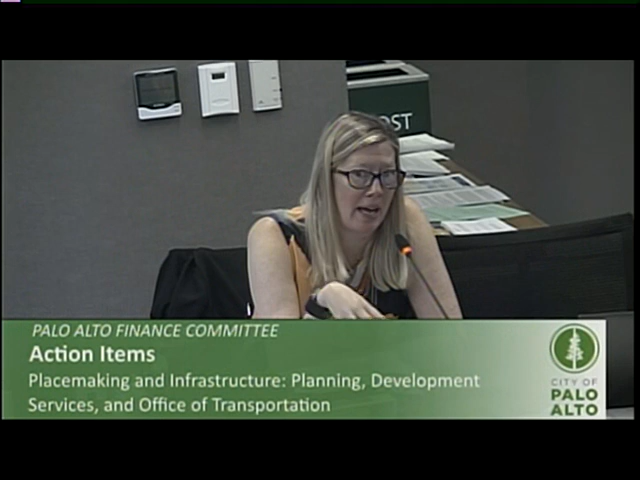 OST
PALO ALTO FINANCE COMMITTEE
Action Items
Placemaking and Infrastructure: Planning, Development
Services, and Office of Transportation
CITY OF
PALO
ALTO